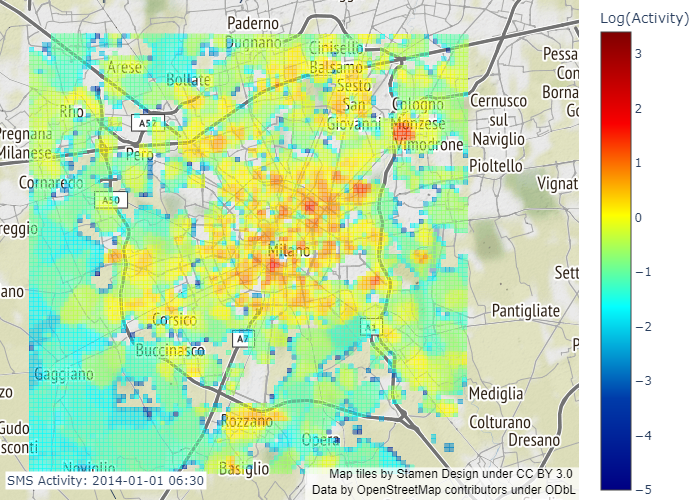 Log(Activity)
3
2
1
0
−1
−2
−3
−4
−5
Paderno
Dugnano
Cinisello
Balsamo
Arese
Bollate
Sesto
San
Giovanni
Rho
A52
Cologno
Monzese
Vimodrone
Cernusco
sul
Naviglio
Pioltello
Pessa
Con
Borna
Go
Pregnana
Milanese
Pero
Cornaredo
A50
Vignat
reggio
Milano
Sett
ano
Corsico
Pantigliate
A7
A1
Buccinasco
P
Gaggiano
zo
Mediglia
Rozzano
Colturano
Gudo
Opera
Dresano
sconti
Noviglio
Basiglio
SMS Activity: 2014-01-01 06:30
Map tiles by Stamen Design under CC BY 3.0
Data by OpenStreetMap contributors under ODbL